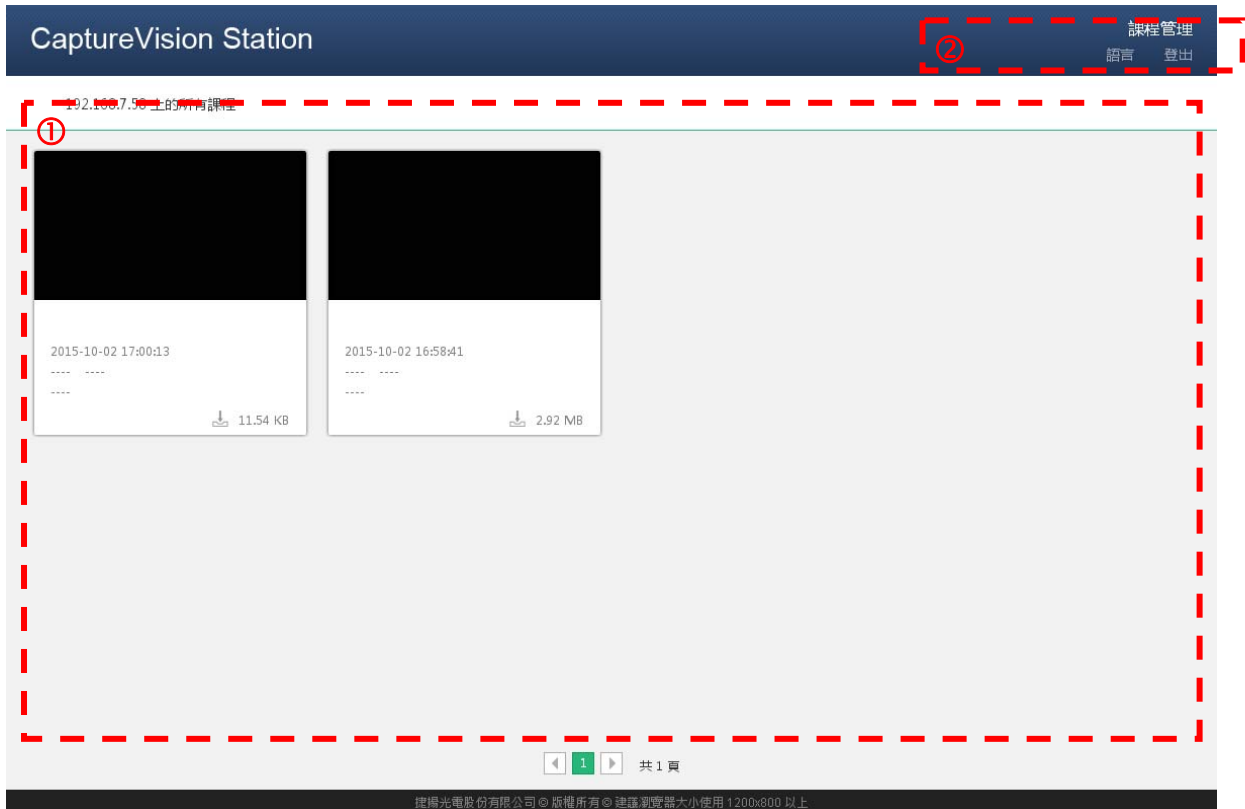 CaptureVision Station
課程管理
②
語言 登出
192.168.7.58 上的所有課程
①
2015-10-02 17:00:13
---- ----
----
11.54 KB
2015-10-02 16:58:41
---- ----
----
2.92 MB
1 共 1 頁
捷揚光電股份有限公司 © 版權所有 © 建議瀏覽器大小使用 1200x800 以上